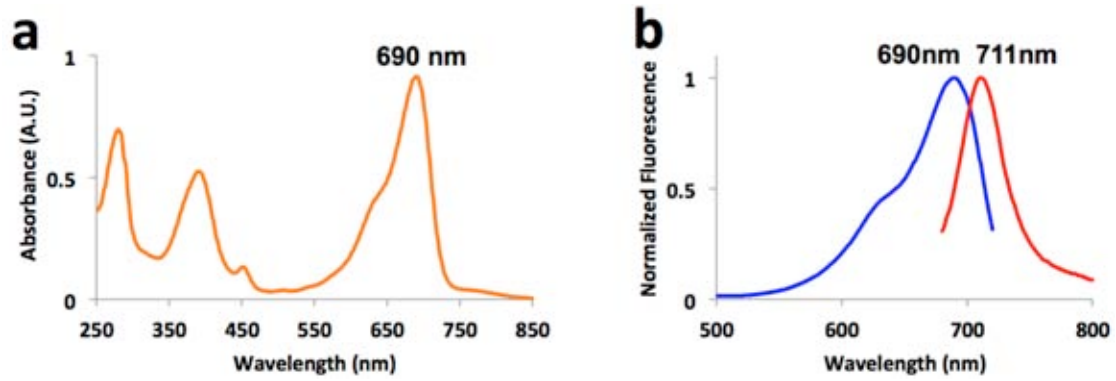 a
690 nm
Absorbance (A.U.)
1
0.5
0
250 350 450 550 650 750 850
Wavelength (nm)
b
690nm 711nm
Normalized Fluorescence
1
0.5
0
500 600 700 800
Wavelength (nm)